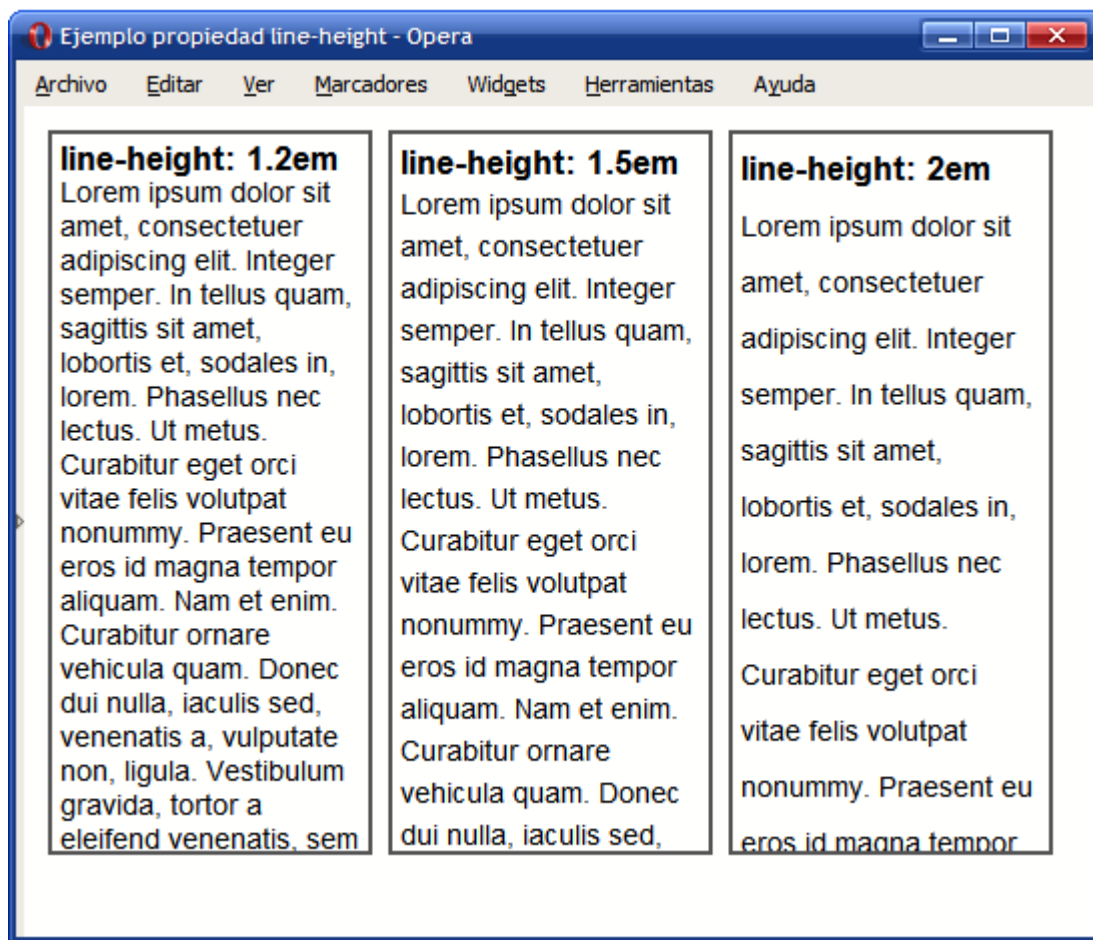 Ejemplo propiedad line-height - Opera
Archivo Editar Ver Marcadores Widgets Herramientas Ayuda
line-height: 1.2em
Lorem ipsum dolor sit
amet, consectetuer
adipiscing elit. Integer
semper. In tellus quam,
sagittis sit amet,
lobortis et, sodales in,
lorem. Phasellus nec
lectus. Ut metus.
Curabitur eget orci
vitae felis volutpat
nonummy. Praesent eu
eros id magna tempor
aliquam. Nam et enim.
Curabitur ornare
vehicula quam. Donec
dui nulla, iaculis sed,
venenatis a, vulputate
non, ligula. Vestibulum
gravida, tortor a
eleifend venenatis, sem
line-height: 1.5em
Lorem ipsum dolor sit
amet, consectetuer
adipiscing elit. Integer
semper. In tellus quam,
sagittis sit amet,
lobortis et, sodales in,
lorem. Phasellus nec
lectus. Ut metus.
Curabitur eget orci
vitae felis volutpat
nonummy. Praesent eu
eros id magna tempor
aliquam. Nam et enim.
Curabitur ornare
vehicula quam. Donec
dui nulla, iaculis sed,
line-height: 2em
Lorem ipsum dolor sit
amet, consectetuer
adipiscing elit. Integer
semper. In tellus quam,
sagittis sit amet,
lobortis et, sodales in,
lorem. Phasellus nec
lectus. Ut metus.
Curabitur eget orci
vitae felis volutpat
nonummy. Praesent eu
eros id magna tempor